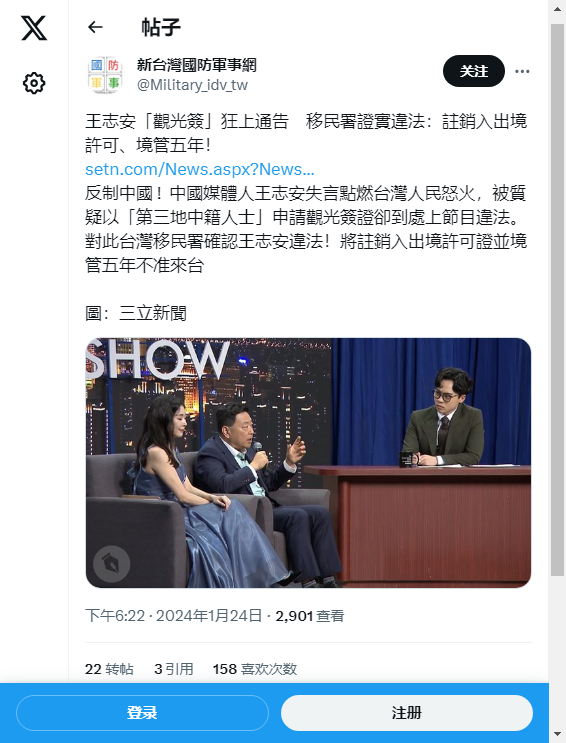 帖子
國防
軍事
新台灣國防軍事網
@Military_idv_tw
关注
王志安「觀光簽」狂上通告　移民署證實違法：註銷入出境
許可、境管五年！
setn.com/News.aspx?News...
反制中國！中國媒體人王志安失言點燃台灣人民怒火，被質
疑以「第三地中籍人士」申請觀光簽證卻到處上節目違法。
對此台灣移民署確認王志安違法！將註銷入出境許可證並境
管五年不准來台
圖：三立新聞
SHOW
下午6:22 · 2024年1月24日 · 2,901 查看
22 转帖 3 引用 158 喜欢次数
登录
注册